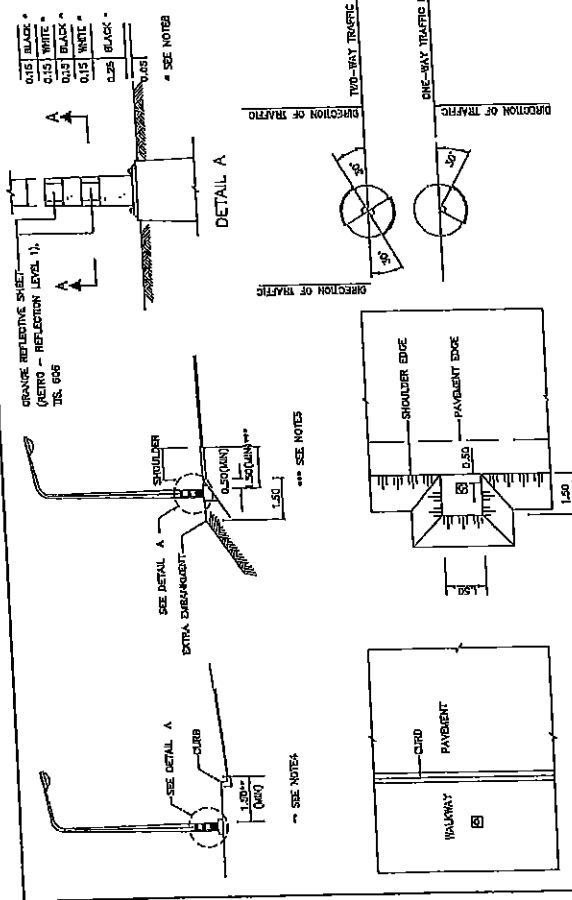 0.15 BLACK *
0.15 WHITE *
0.15 BLACK *
0.15 WHITE *
0.25 BLACK *
0.05
* SEE NOTES
A
A
ORANGE REFLECTIVE SHEET
(RETRO - REFLECTION LEVEL 1),
TIS. 606
DETAIL A
SEE DETAIL A
SHOULDER
EXTRA EMBANKMENT
0.50(MIN)
1.50(MIN)***
1.50
*** SEE NOTES
SEE DETAIL A
CURB
1.50**
(MIN)
** SEE NOTES
TWO-WAY TRAFFIC
DIRECTION OF TRAFFIC
DIRECTION OF TRAFFIC
ONE-WAY TRAFFIC
DIRECTION OF TRAFFIC
30°
SHOULDER EDGE
PAVEMENT EDGE
0.50
1.50
1.50
WALKWAY
CURB
PAVEMENT